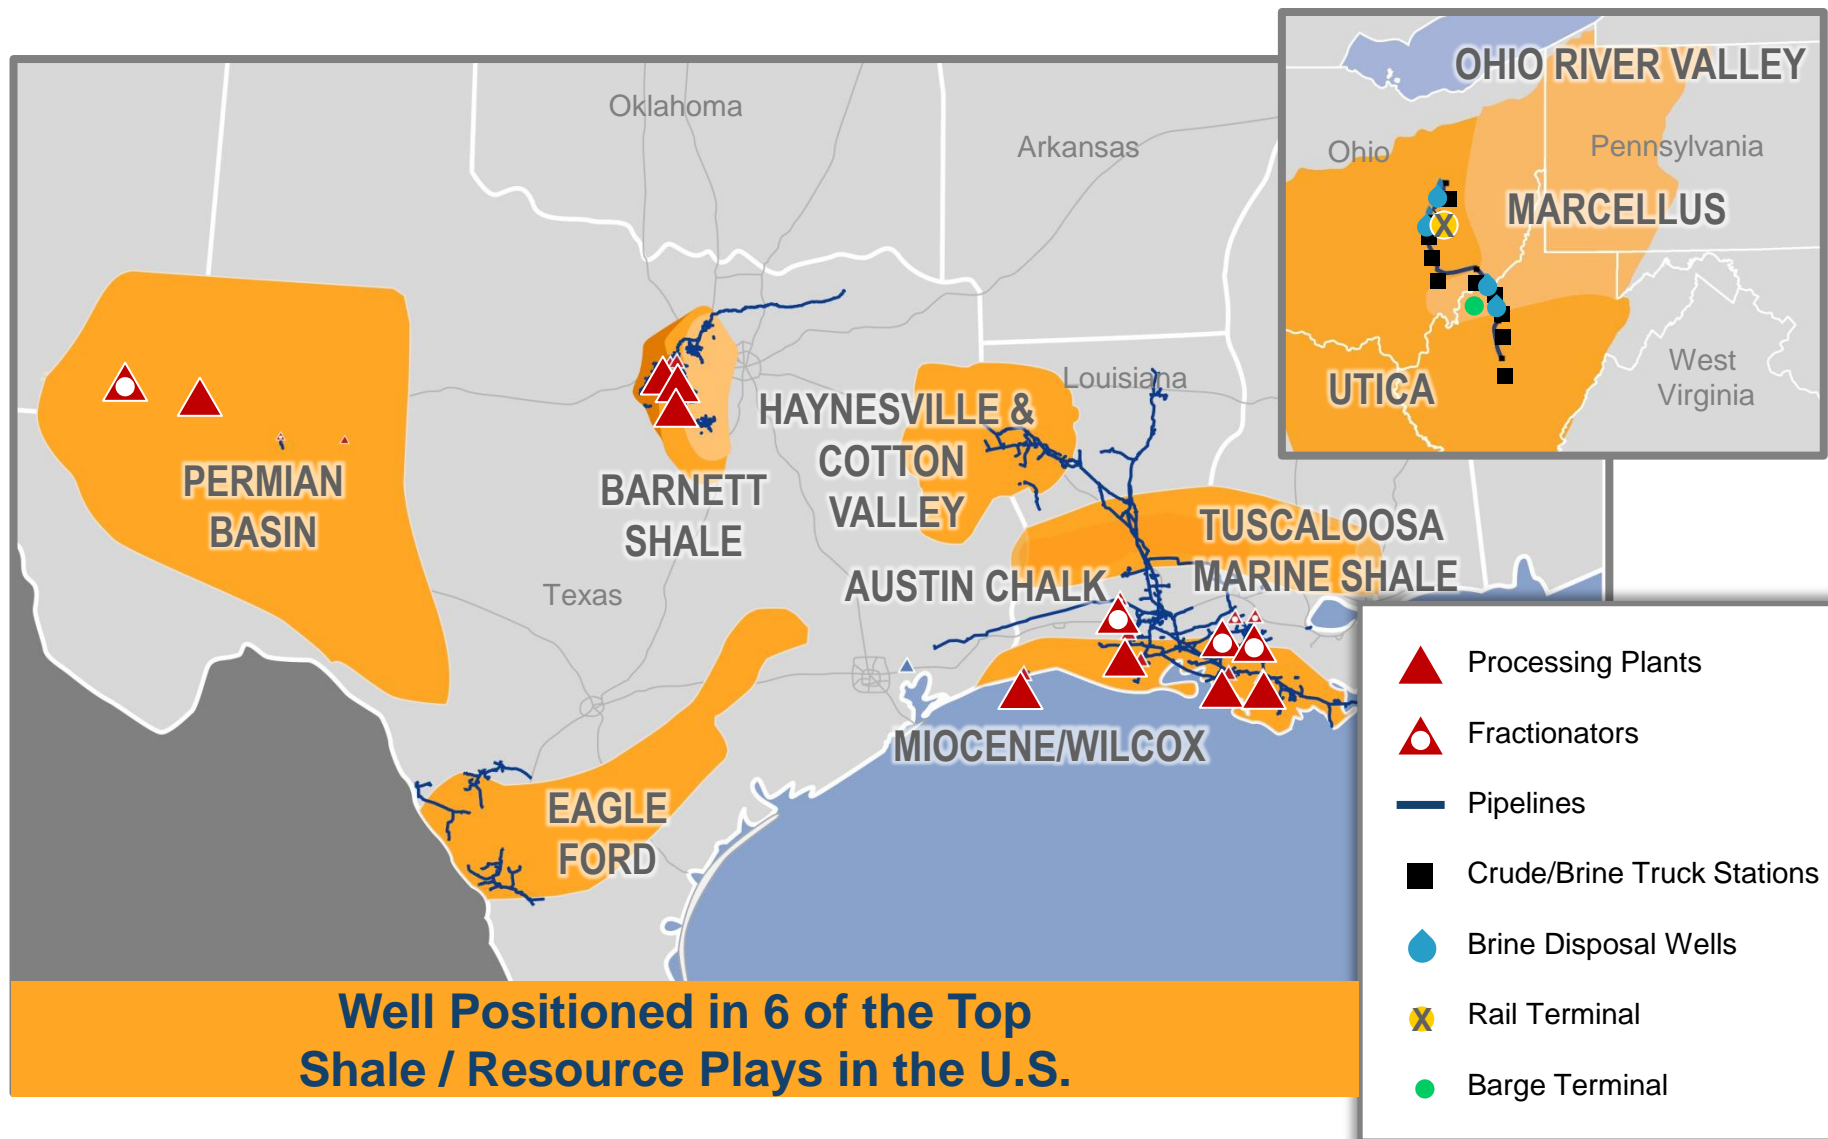 OHIO RIVER VALLEY
Ohio
Pennsylvania
MARCELLUS
UTICA
West
Virginia
Oklahoma
Arkansas
Louisiana
HAYNESVILLE &
COTTON
VALLEY
PERMIAN
BASIN
BARNETT
SHALE
Texas
AUSTIN CHALK
TUSCALOOSA
MARINE SHALE
MIOCENE/WILCOX
EAGLE
FORD
Processing Plants
Fractionators
Pipelines
Crude/Brine Truck Stations
Brine Disposal Wells
X
Rail Terminal
X
Barge Terminal
Well Positioned in 6 of the Top
Shale / Resource Plays in the U.S.